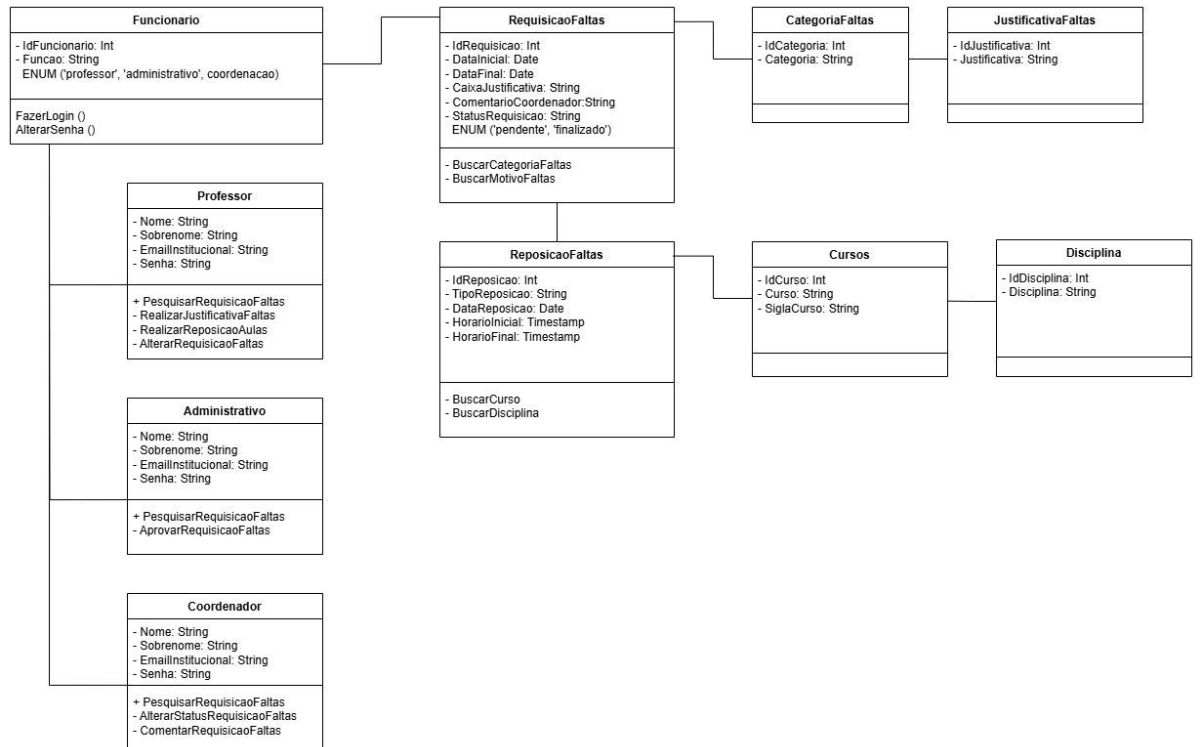 Funcionario
- IdFuncionario: Int
- Funcao: String
ENUM ('professor', 'administrativo', coordenacao)
FazerLogin ()
AlterarSenha ()
RequisicaoFaltas
- IdRequisicao: Int
- DataInicial: Date
- DataFinal: Date
- CaixaJustificativa: String
- ComentarioCoordenador:String
- StatusRequisicao: String
ENUM ('pendente', 'finalizado')
- BuscarCategoriaFaltas
- BuscarMotivoFaltas
CategoriaFaltas
- IdCategoria: Int
- Categoria: String
JustificativaFaltas
- IdJustificativa: Int
- Justificativa: String
Professor
- Nome: String
- Sobrenome: String
- EmailInstitucional: String
- Senha: String
+ PesquisarRequisicaoFaltas
- RealizarJustificativaFaltas
- RealizarReposicaoAulas
- AlterarRequisicaoFaltas
ReposicaoFaltas
- IdReposicao: Int
- TipoReposicao: String
- DataReposicao: Date
- HorarioInicial: Timestamp
- HorarioFinal: Timestamp
- BuscarCurso
- BuscarDisciplina
Cursos
- IdCurso: Int
- Curso: String
- SiglaCurso: String
Disciplina
- IdDisciplina: Int
- Disciplina: String
Administrativo
- Nome: String
- Sobrenome: String
- EmailInstitucional: String
- Senha: String
+ PesquisarRequisicaoFaltas
- AprovarRequisicaoFaltas
Coordenador
- Nome: String
- Sobrenome: String
- EmailInstitucional: String
- Senha: String
+ PesquisarRequisicaoFaltas
- AlterarStatusRequisicaoFaltas
- ComentarRequisicaoFaltas